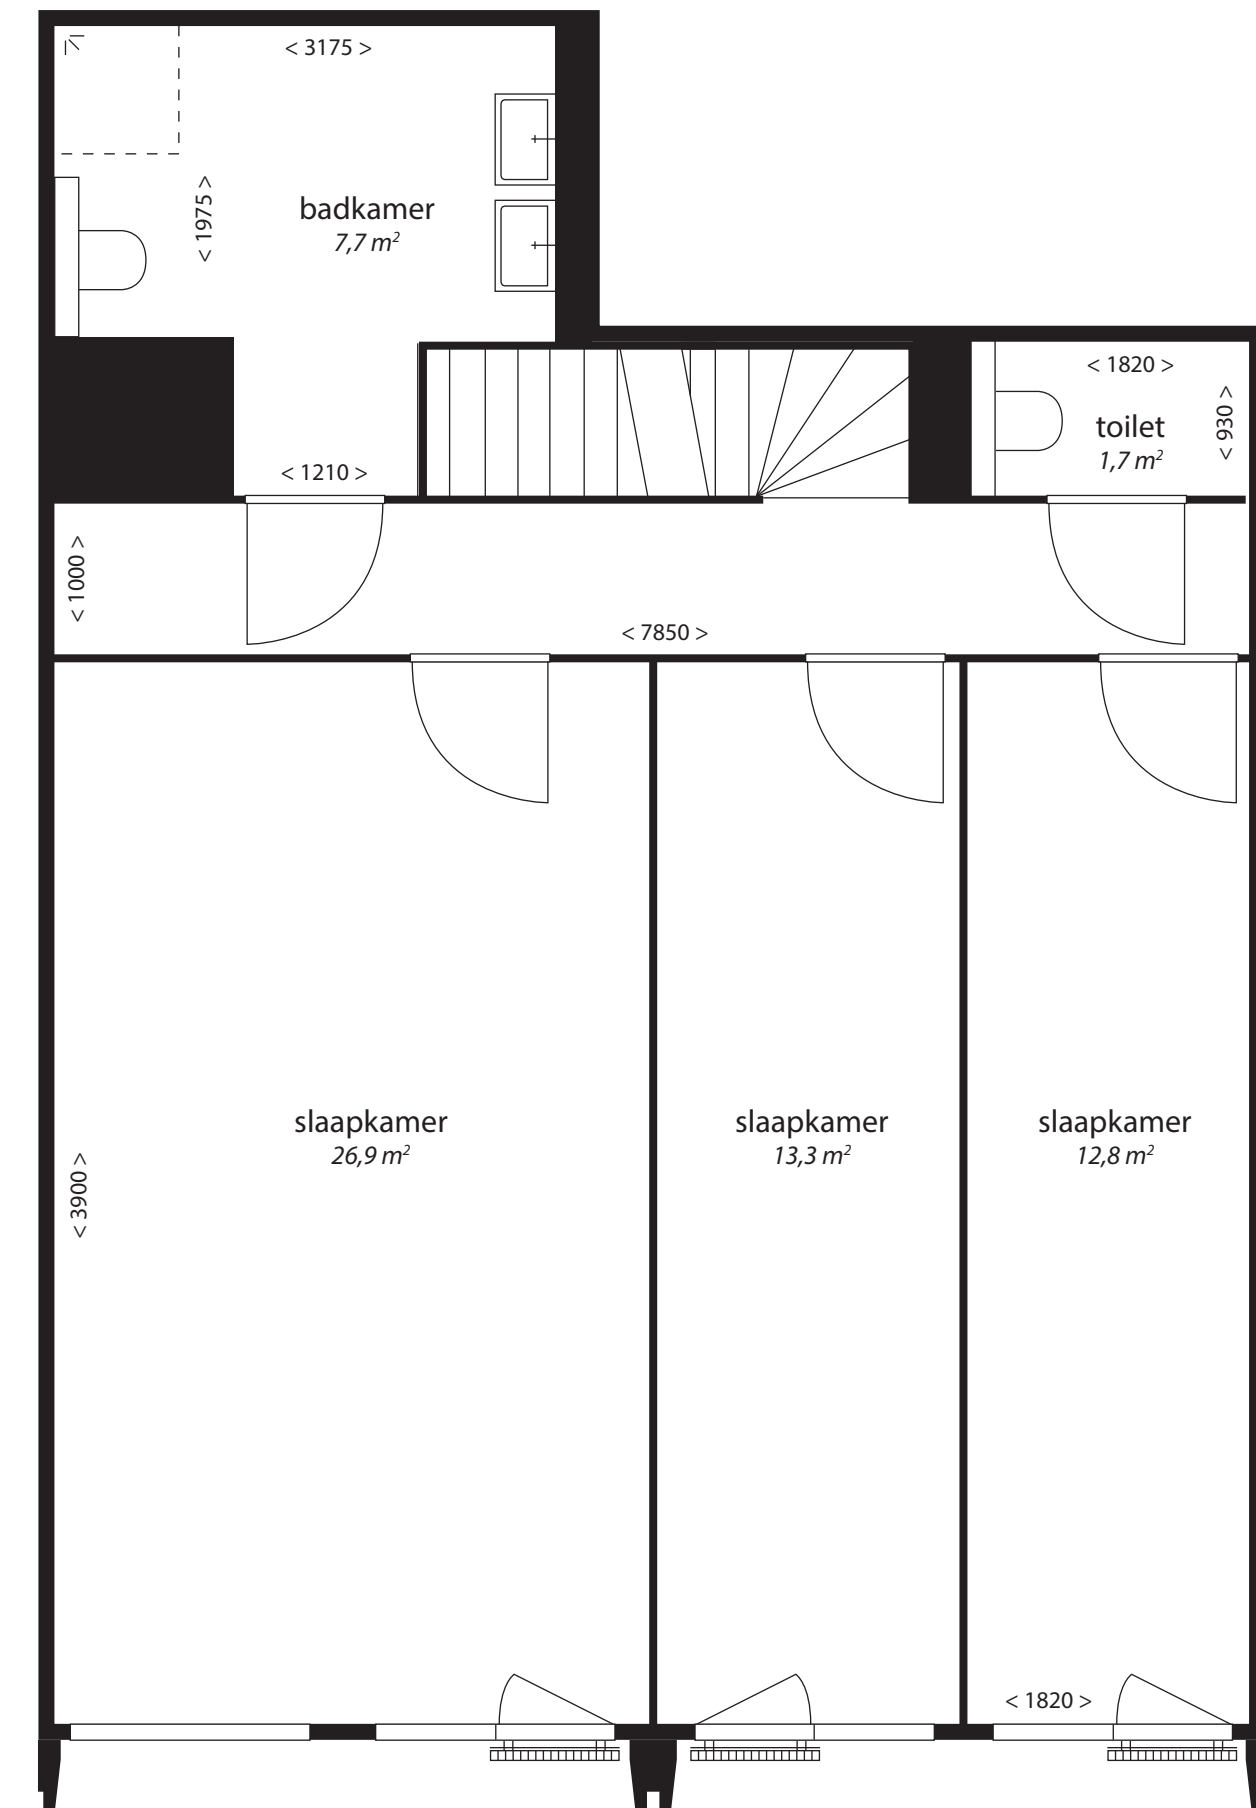 < 3175 >
< 1975 >
badkamer
7,7 m²
< 1820 >
< 930 >
toilet
1,7 m²
< 1210 >
< 1000 >
< 7850 >
slaapkamer
26,9 m²
slaapkamer
13,3 m²
slaapkamer
12,8 m²
< 3900 >
< 1820 >